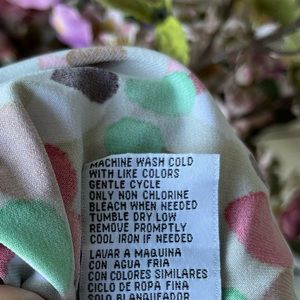 MACHINE WASH COLD
WITH LIKE COLORS
GENTLE CYCLE
ONLY NON CHLORINE
BLEACH WHEN NEEDED
TUMBLE DRY LOW
REMOVE PROMPTLY
COOL IRON IF NEEDED
LAVAR A MAQUINA
CON AGUA FRIA
CON COLORES SIMILARES
CICLO DE ROPA FINA
SOLO BLANQUEADOR